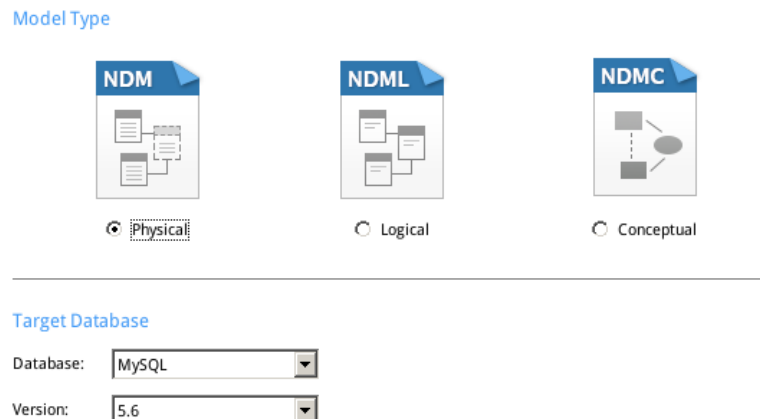 Model Type
NDM NDML NDMC
Physical Logical Conceptual
Target Database
Database: MySQL
Version: 5.6